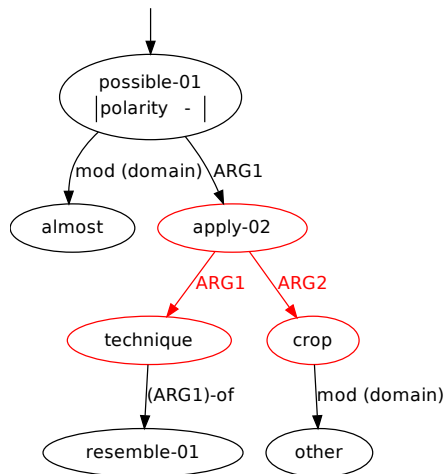 possible-01
polarity -
mod (domain) ARG1
almost apply-02
ARG1 ARG2
technique crop
(ARG1)-of mod (domain)
resemble-01 other